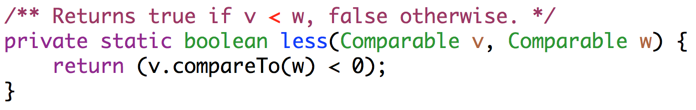 /** Returns true if v < w, false otherwise. */
private static boolean less(Comparable v, Comparable w) {
    return (v.compareTo(w) < 0);
}